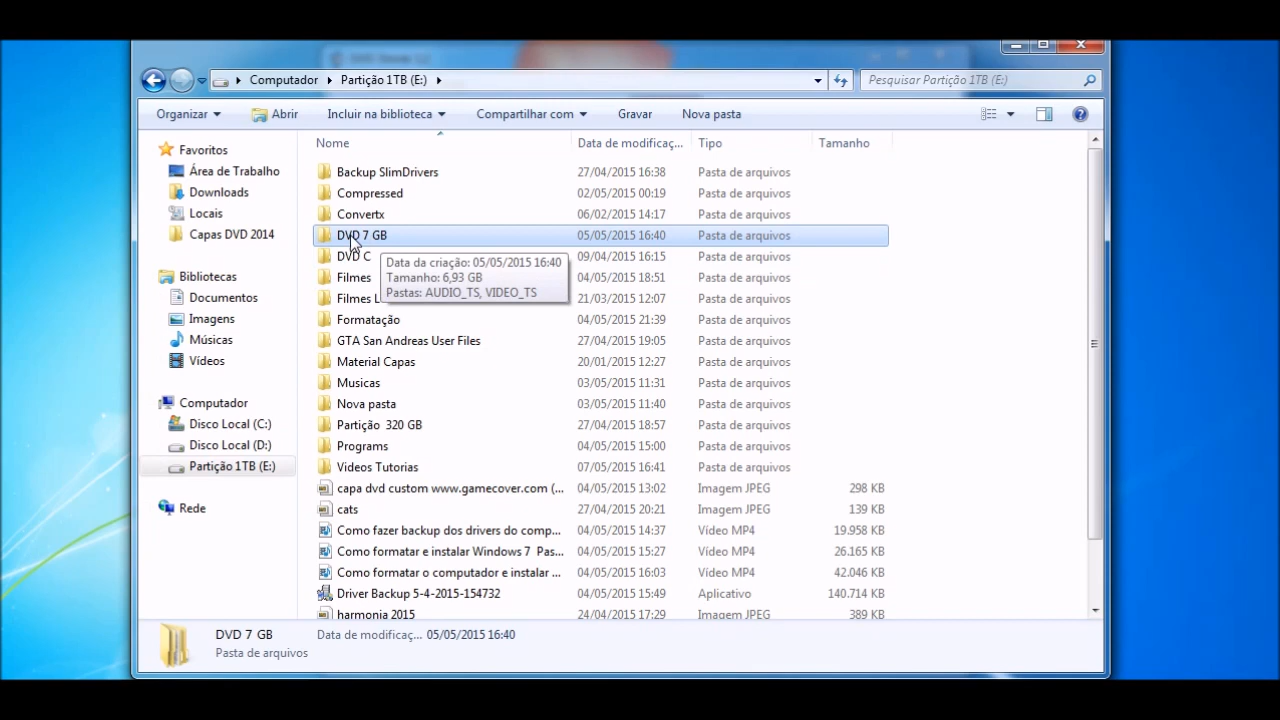 Computador Partição 1TB (E:)
Pesquisar Partição 1TB (E:)
Organizar Abrir Incluir na biblioteca Compartilhar com Gravar Nova pasta
Favoritos
Área de Trabalho
Downloads
Locais
Capas DVD 2014
Bibliotecas
Documentos
Imagens
Músicas
Vídeos
Computador
Disco Local (C:)
Disco Local (D:)
Partição 1TB (E:)
Rede
Nome Data de modificaç... Tipo Tamanho
Backup SlimDrivers 27/04/2015 16:38 Pasta de arquivos
Compressed 02/05/2015 00:19 Pasta de arquivos
Convertx 06/02/2015 14:17 Pasta de arquivos
DVD 7 GB 05/05/2015 16:40 Pasta de arquivos
DVD C 09/04/2015 16:15 Pasta de arquivos
Filmes 04/05/2015 18:51 Pasta de arquivos
Filmes L 21/03/2015 12:07 Pasta de arquivos
Data da criação: 05/05/2015 16:40
Tamanho: 6,93 GB
Pastas: AUDIO_TS, VIDEO_TS
Formatação 04/05/2015 21:39 Pasta de arquivos
GTA San Andreas User Files 27/04/2015 19:05 Pasta de arquivos
Material Capas 20/01/2015 12:27 Pasta de arquivos
Musicas 03/05/2015 11:31 Pasta de arquivos
Nova pasta 03/05/2015 11:40 Pasta de arquivos
Partição 320 GB 27/04/2015 18:57 Pasta de arquivos
Programs 04/05/2015 15:00 Pasta de arquivos
Videos Tutorias 07/05/2015 16:41 Pasta de arquivos
capa dvd custom www.gamecover.com (... 04/05/2015 13:02 Imagem JPEG 298 KB
cats 27/04/2015 20:21 Imagem JPEG 139 KB
Como fazer backup dos drivers do comp... 04/05/2015 14:37 Vídeo MP4 19.958 KB
Como formatar e instalar Windows 7 Pas... 04/05/2015 15:27 Vídeo MP4 26.165 KB
Como formatar o computador e instalar ... 04/05/2015 16:03 Vídeo MP4 42.046 KB
Driver Backup 5-4-2015-154732 04/05/2015 15:49 Aplicativo 140.714 KB
harmonia 2015 24/04/2015 17:29 Imagem JPEG 389 KB
DVD 7 GB Data de modificaç... 05/05/2015 16:40
Pasta de arquivos